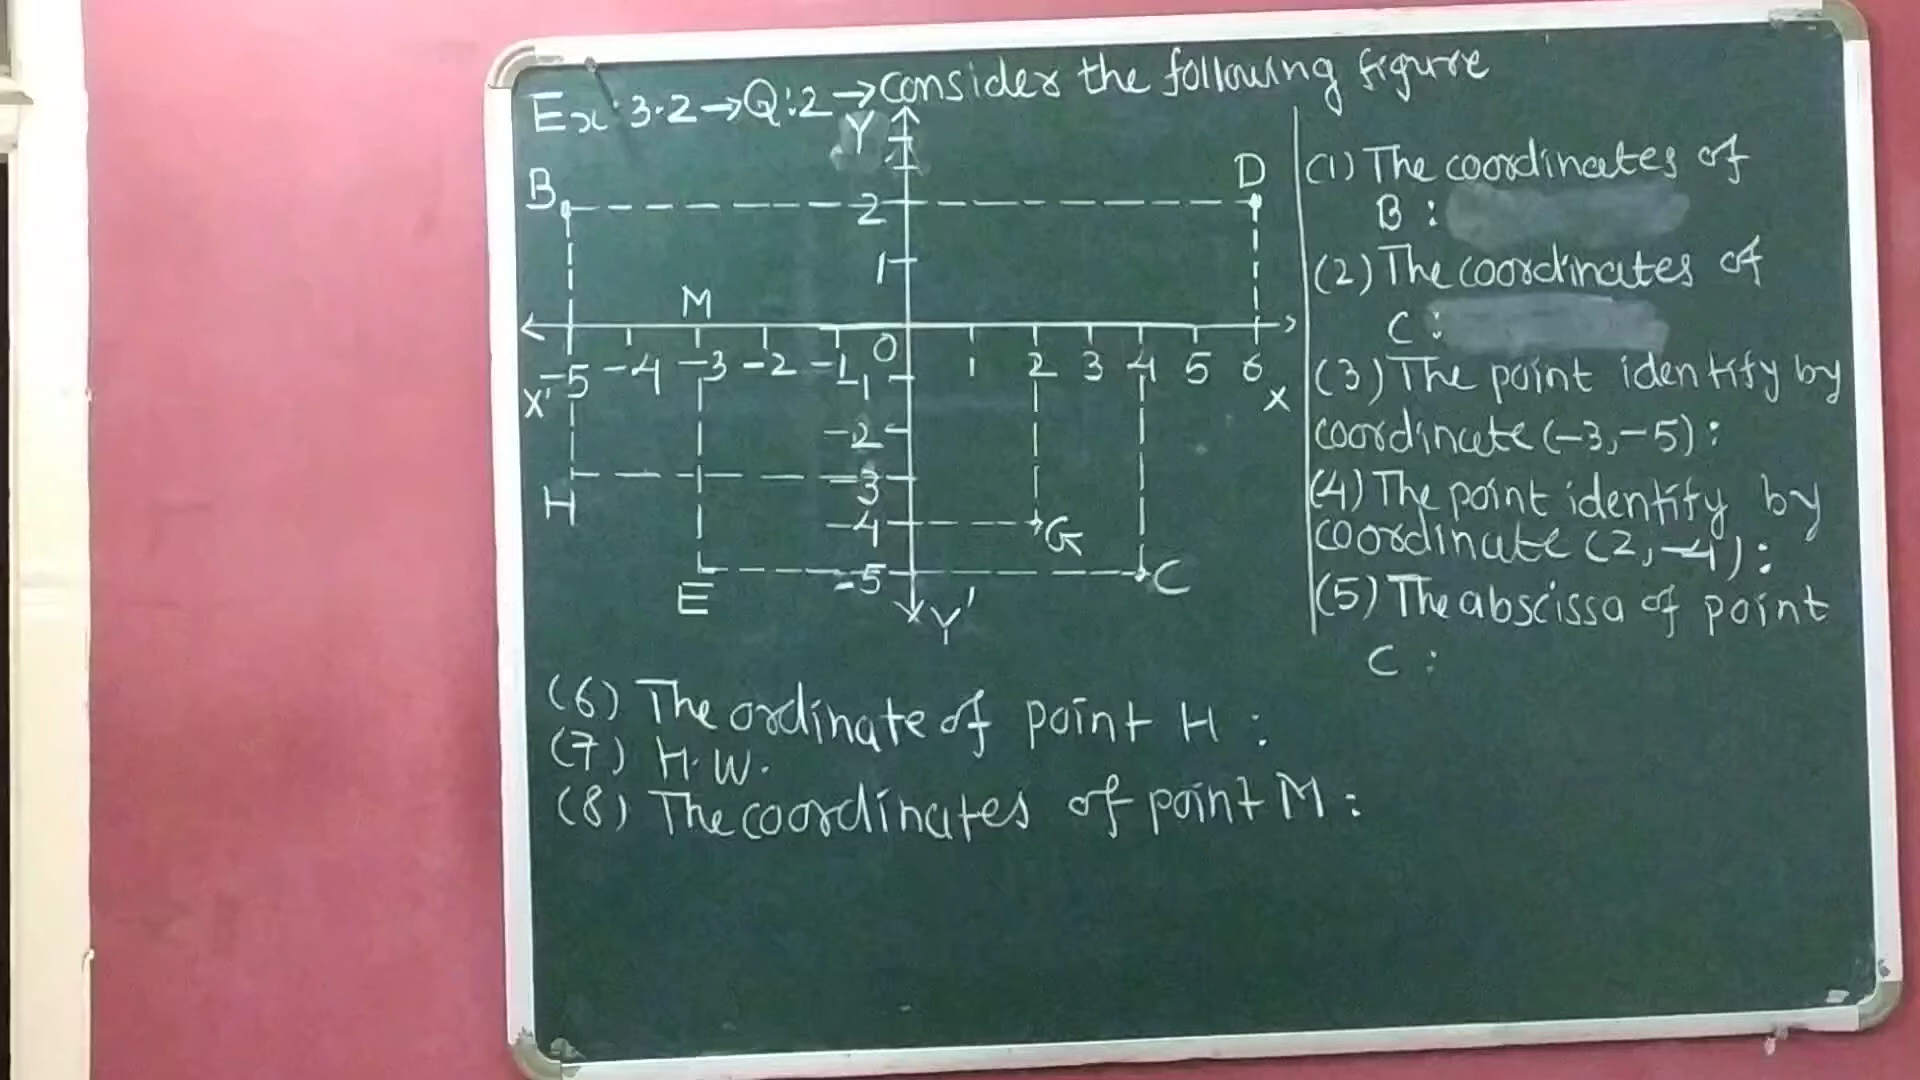 Ex: 3.2→Q:2→consider the following figure
Y
B
D
2
1
M
O
-5 -4 -3 -2 -1 1 2 3 4 5 6
X'
X
-1
-2
-3
H
-4
G
-5
E
C
Y'
(1) The coordinates of
B :
(2) The coordinates of
C :
(3) The point identify by
coordinate (-3,-5) :
(4) The point identify by
coordinate (2,-4) :
(5) The abscissa of point
C :
(6) The ordinate of point H :
(7) H.W.
(8) The coordinates of point M :